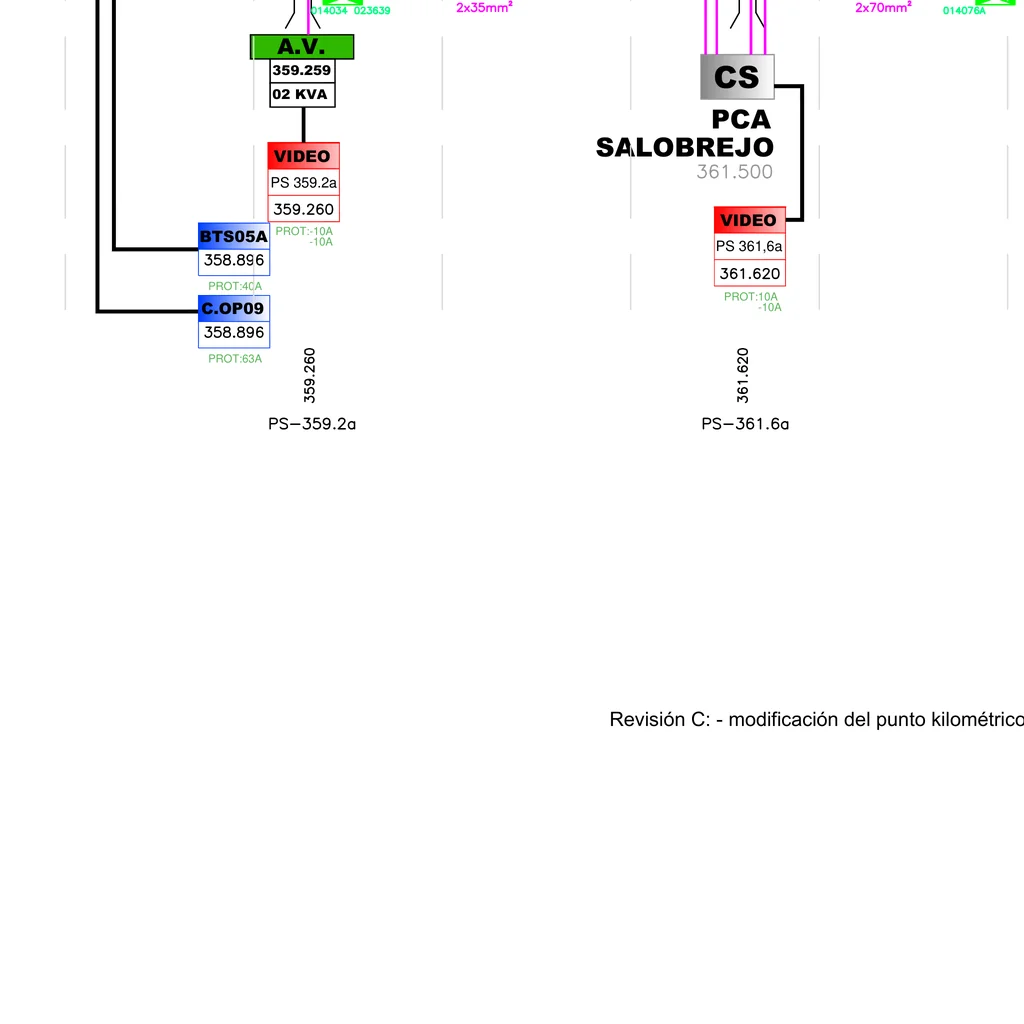 014034 023639
2x35mm²
2x70mm²
014076A
A.V.
359.259
02 KVA
CS
PCA
SALOBREJO
361.500
VIDEO
PS 359.2a
359.260
PROT:-10A
-10A
BTS05A
358.896
PROT:40A
C.OP09
358.896
PROT:63A
VIDEO
PS 361,6a
361.620
PROT:10A
-10A
359.260
361.620
PS-359.2a
PS-361.6a
Revisión C: - modificación del punto kilométrico